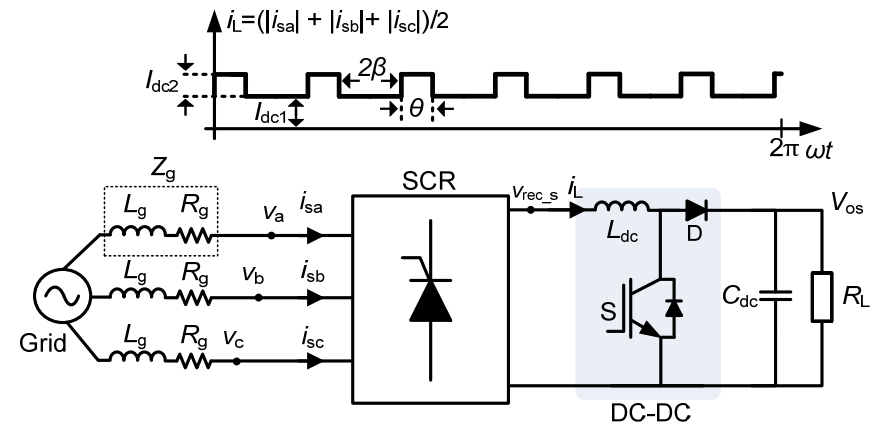 iL=(|isa| + |isb|+ |isc|)/2
Idc2
2β
Idc1
θ
2π ωt
Zg
SCR
Lg Rg
va
isa
vrec_s
iL
Ldc
D
Vos
Lg Rg
vb
isb
S
Cdc
RL
Grid
Lg Rg
vc
isc
DC-DC